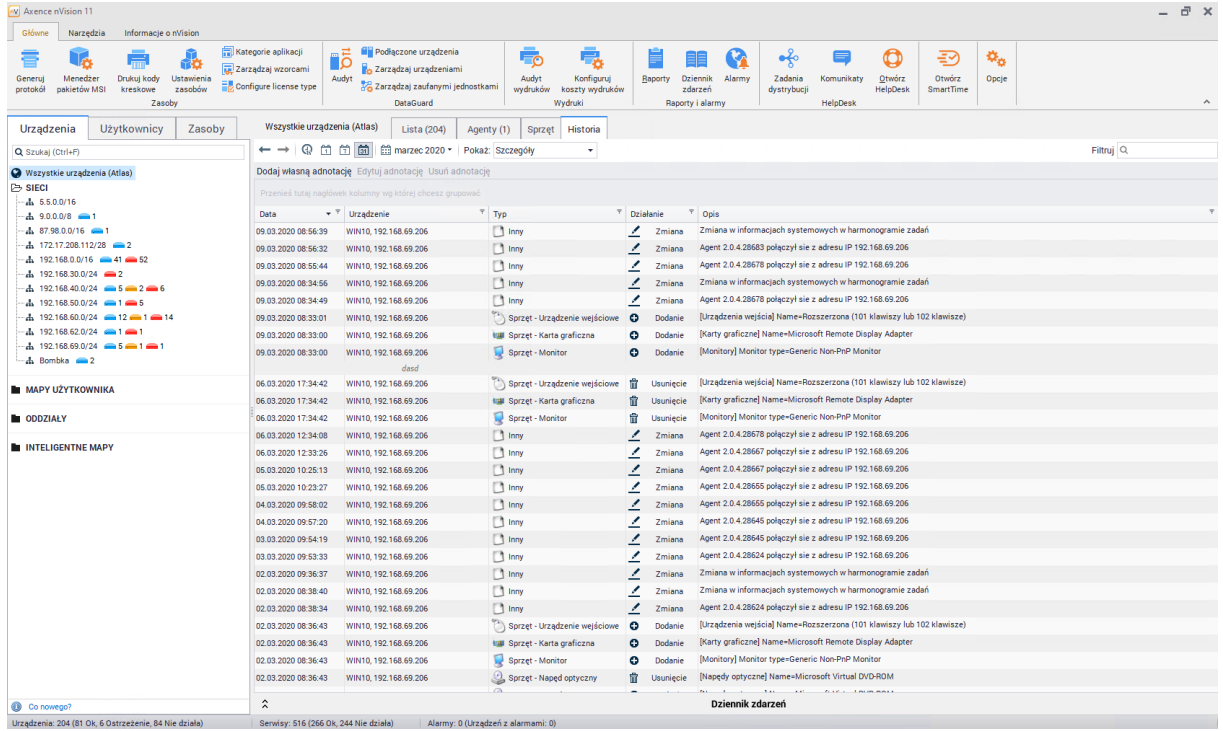 nV Axence nVision 11
Główne Narzędzia Informacje o nVision
Generuj protokół
Menedżer pakietów MSI
Drukuj kody kreskowe
Ustawienia zasobów
Kategorie aplikacji
Zarządzaj wzorcami
Configure license type
Zasoby
Audyt
Podłączone urządzenia
Zarządzaj urządzeniami
Zarządzaj zaufanymi jednostkami
DataGuard
Audyt wydruków
Konfiguruj koszty wydruków
Wydruki
Raporty
Dziennik zdarzeń
Alarmy
Raporty i alarmy
Zadania dystrybucji
Komunikaty
Otwórz HelpDesk
HelpDesk
Otwórz SmartTime
Opcje
Urządzenia Użytkownicy Zasoby
Szukaj (Ctrl+F)
Wszystkie urządzenia (Atlas)
SIECI
5.5.0.0/16
9.0.0.0/8 1
87.98.0.0/16 1
172.17.208.112/28 2
192.168.0.0/16 41 52
192.168.30.0/24 2
192.168.40.0/24 5 2 6
192.168.50.0/24 1 5
192.168.60.0/24 12 1 14
192.168.62.0/24 1 1
192.168.69.0/24 5 1 1
Bombka 2
MAPY UŻYTKOWNIKA
ODDZIAŁY
INTELIGENTNE MAPY
Co nowego?
Wszystkie urządzenia (Atlas) Lista (204) Agenty (1) Sprzęt Historia
marzec 2020 Pokaż: Szczegóły Filtruj
Dodaj własną adnotację Edytuj adnotację Usuń adnotację
Przenieś tutaj nagłówek kolumny wg której chcesz grupować
Data Urządzenie Typ Działanie Opis
09.03.2020 08:56:39 WIN10, 192.168.69.206 Inny Zmiana Zmiana w informacjach systemowych w harmonogramie zadań
09.03.2020 08:56:32 WIN10, 192.168.69.206 Inny Zmiana Agent 2.0.4.28683 połączył sie z adresu IP 192.168.69.206
09.03.2020 08:55:44 WIN10, 192.168.69.206 Inny Zmiana Agent 2.0.4.28678 połączył sie z adresu IP 192.168.69.206
09.03.2020 08:34:56 WIN10, 192.168.69.206 Inny Zmiana Zmiana w informacjach systemowych w harmonogramie zadań
09.03.2020 08:34:49 WIN10, 192.168.69.206 Inny Zmiana Agent 2.0.4.28678 połączył sie z adresu IP 192.168.69.206
09.03.2020 08:33:01 WIN10, 192.168.69.206 Sprzęt - Urządzenie wejściowe Dodanie [Urządzenia wejścia] Name=Rozszerzona (101 klawiszy lub 102 klawisze)
09.03.2020 08:33:00 WIN10, 192.168.69.206 Sprzęt - Karta graficzna Dodanie [Karty graficzne] Name=Microsoft Remote Display Adapter
09.03.2020 08:33:00 WIN10, 192.168.69.206 Sprzęt - Monitor Dodanie [Monitory] Monitor type=Generic Non-PnP Monitor
dasd
06.03.2020 17:34:42 WIN10, 192.168.69.206 Sprzęt - Urządzenie wejściowe Usunięcie [Urządzenia wejścia] Name=Rozszerzona (101 klawiszy lub 102 klawisze)
06.03.2020 17:34:42 WIN10, 192.168.69.206 Sprzęt - Karta graficzna Usunięcie [Karty graficzne] Name=Microsoft Remote Display Adapter
06.03.2020 17:34:42 WIN10, 192.168.69.206 Sprzęt - Monitor Usunięcie [Monitory] Monitor type=Generic Non-PnP Monitor
06.03.2020 12:34:08 WIN10, 192.168.69.206 Inny Zmiana Agent 2.0.4.28678 połączył sie z adresu IP 192.168.69.206
06.03.2020 12:33:26 WIN10, 192.168.69.206 Inny Zmiana Agent 2.0.4.28667 połączył sie z adresu IP 192.168.69.206
05.03.2020 10:25:13 WIN10, 192.168.69.206 Inny Zmiana Agent 2.0.4.28667 połączył sie z adresu IP 192.168.69.206
05.03.2020 10:23:27 WIN10, 192.168.69.206 Inny Zmiana Agent 2.0.4.28655 połączył sie z adresu IP 192.168.69.206
04.03.2020 09:58:02 WIN10, 192.168.69.206 Inny Zmiana Agent 2.0.4.28655 połączył sie z adresu IP 192.168.69.206
04.03.2020 09:57:20 WIN10, 192.168.69.206 Inny Zmiana Agent 2.0.4.28645 połączył sie z adresu IP 192.168.69.206
03.03.2020 09:54:19 WIN10, 192.168.69.206 Inny Zmiana Agent 2.0.4.28645 połączył sie z adresu IP 192.168.69.206
03.03.2020 09:53:33 WIN10, 192.168.69.206 Inny Zmiana Agent 2.0.4.28624 połączył sie z adresu IP 192.168.69.206
02.03.2020 09:36:37 WIN10, 192.168.69.206 Inny Zmiana Zmiana w informacjach systemowych w harmonogramie zadań
02.03.2020 08:38:40 WIN10, 192.168.69.206 Inny Zmiana Zmiana w informacjach systemowych w harmonogramie zadań
02.03.2020 08:38:34 WIN10, 192.168.69.206 Inny Zmiana Agent 2.0.4.28624 połączył sie z adresu IP 192.168.69.206
02.03.2020 08:36:43 WIN10, 192.168.69.206 Sprzęt - Urządzenie wejściowe Dodanie [Urządzenia wejścia] Name=Rozszerzona (101 klawiszy lub 102 klawisze)
02.03.2020 08:36:43 WIN10, 192.168.69.206 Sprzęt - Karta graficzna Dodanie [Karty graficzne] Name=Microsoft Remote Display Adapter
02.03.2020 08:36:43 WIN10, 192.168.69.206 Sprzęt - Monitor Dodanie [Monitory] Monitor type=Generic Non-PnP Monitor
02.03.2020 08:36:43 WIN10, 192.168.69.206 Sprzęt - Napęd optyczny Usunięcie [Napędy optyczne] Name=Microsoft Virtual DVD-ROM
Dziennik zdarzeń
Urządzenia: 204 (81 Ok, 6 Ostrzeżenie, 84 Nie działa) Serwisy: 516 (266 Ok, 244 Nie działa) Alarmy: 0 (Urządzeń z alarmami: 0)